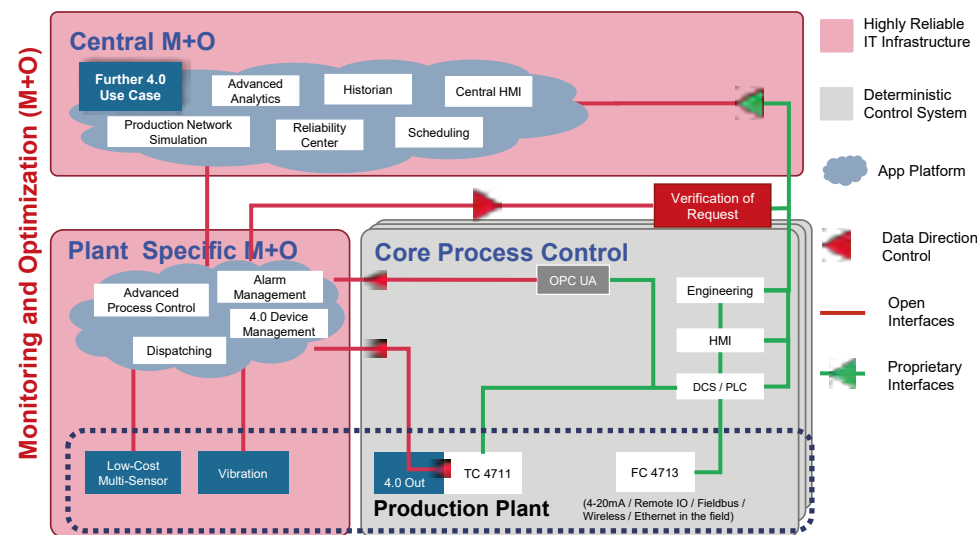 Monitoring and Optimization (M+O)
Central M+O
Further 4.0
Use Case
Advanced
Analytics
Historian
Central HMI
Production Network
Simulation
Reliability
Center
Scheduling
Verification of
Request
Plant Specific M+O
Advanced
Process Control
Alarm
Management
4.0 Device
Management
Dispatching
Low-Cost
Multi-Sensor
Vibration
Core Process Control
OPC UA
Engineering
HMI
DCS / PLC
4.0 Out
TC 4711
FC 4713
Production Plant
(4-20mA / Remote IO / Fieldbus /
Wireless / Ethernet in the field)
Highly Reliable
IT Infrastructure
Deterministic
Control System
App Platform
Data Direction
Control
Open
Interfaces
Proprietary
Interfaces